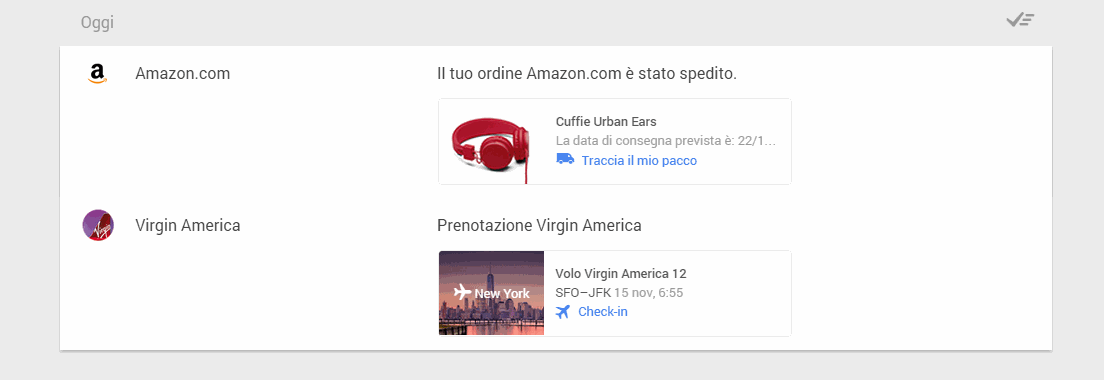 Oggi
a
Amazon.com
Il tuo ordine Amazon.com è stato spedito.
Cuffie Urban Ears
La data di consegna prevista è: 22/1...
Traccia il mio pacco
Virgin
Virgin America
Prenotazione Virgin America
New York
Volo Virgin America 12
SFO–JFK 15 nov, 6:55
Check-in